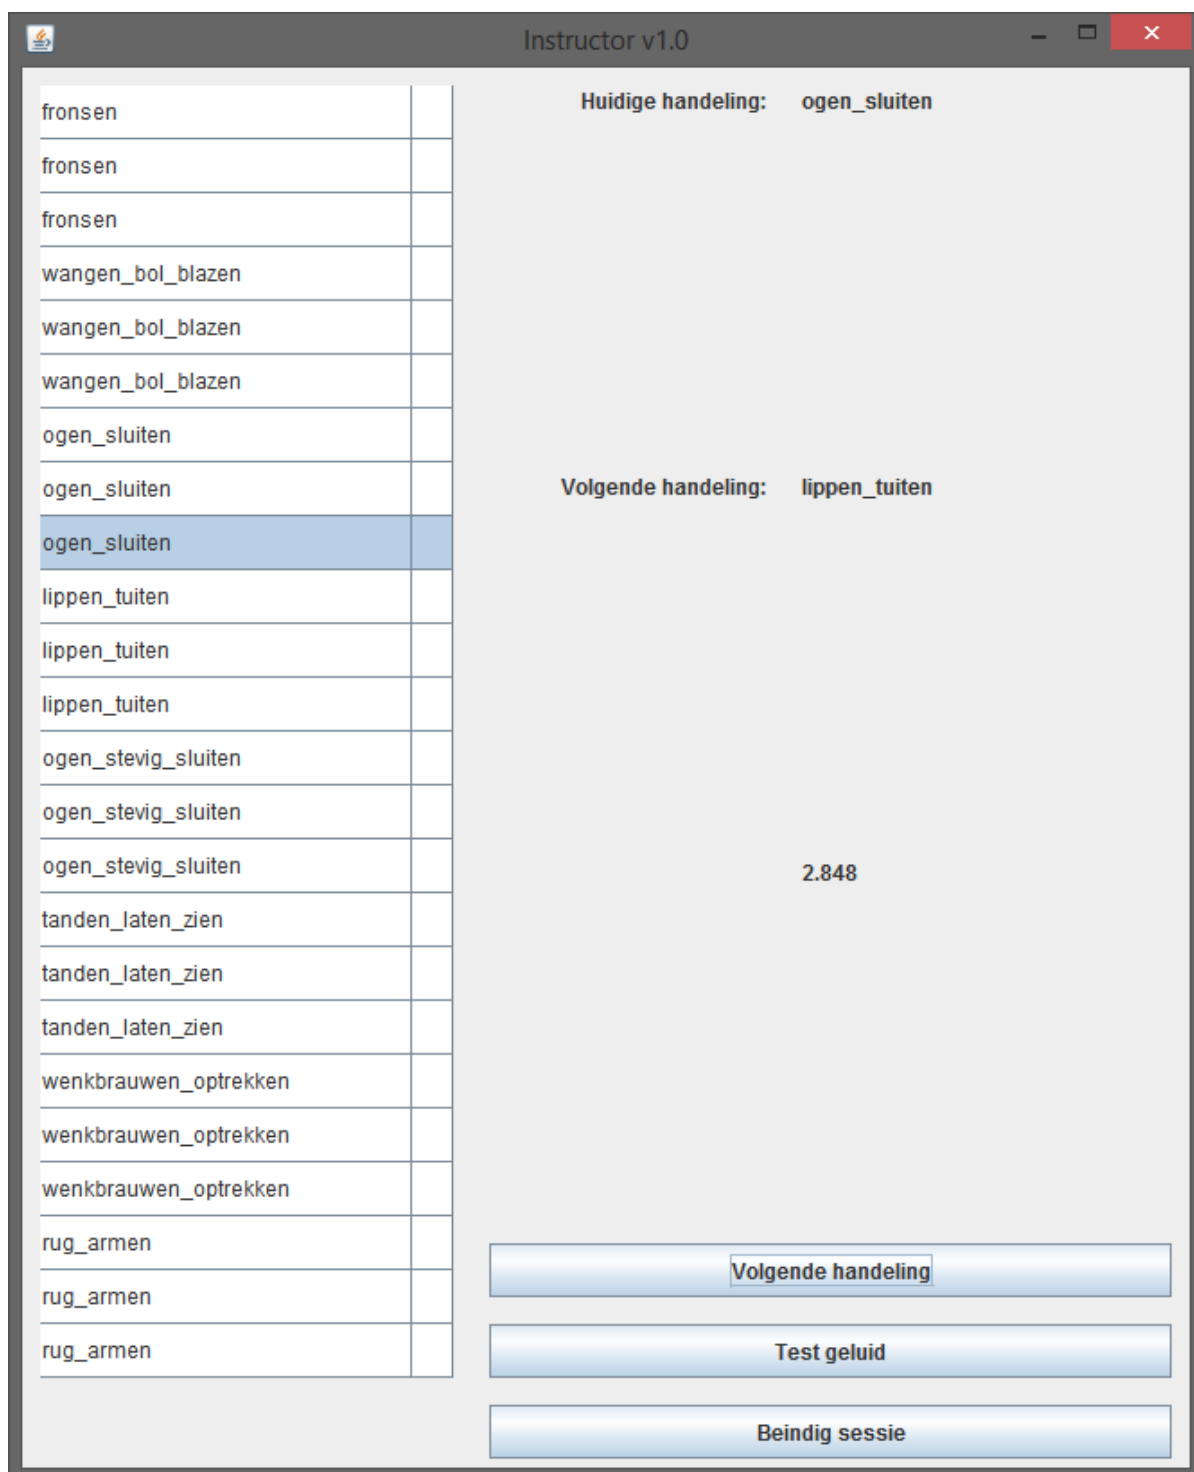 Instructor v1.0
fronsen
fronsen
fronsen
wangen_bol_blazen
wangen_bol_blazen
wangen_bol_blazen
ogen_sluiten
ogen_sluiten
ogen_sluiten
lippen_tuiten
lippen_tuiten
lippen_tuiten
ogen_stevig_sluiten
ogen_stevig_sluiten
ogen_stevig_sluiten
tanden_laten_zien
tanden_laten_zien
tanden_laten_zien
wenkbrauwen_optrekken
wenkbrauwen_optrekken
wenkbrauwen_optrekken
rug_armen
rug_armen
rug_armen
Huidige handeling: ogen_sluiten
Volgende handeling: lippen_tuiten
2.848
Volgende handeling
Test geluid
Beindig sessie